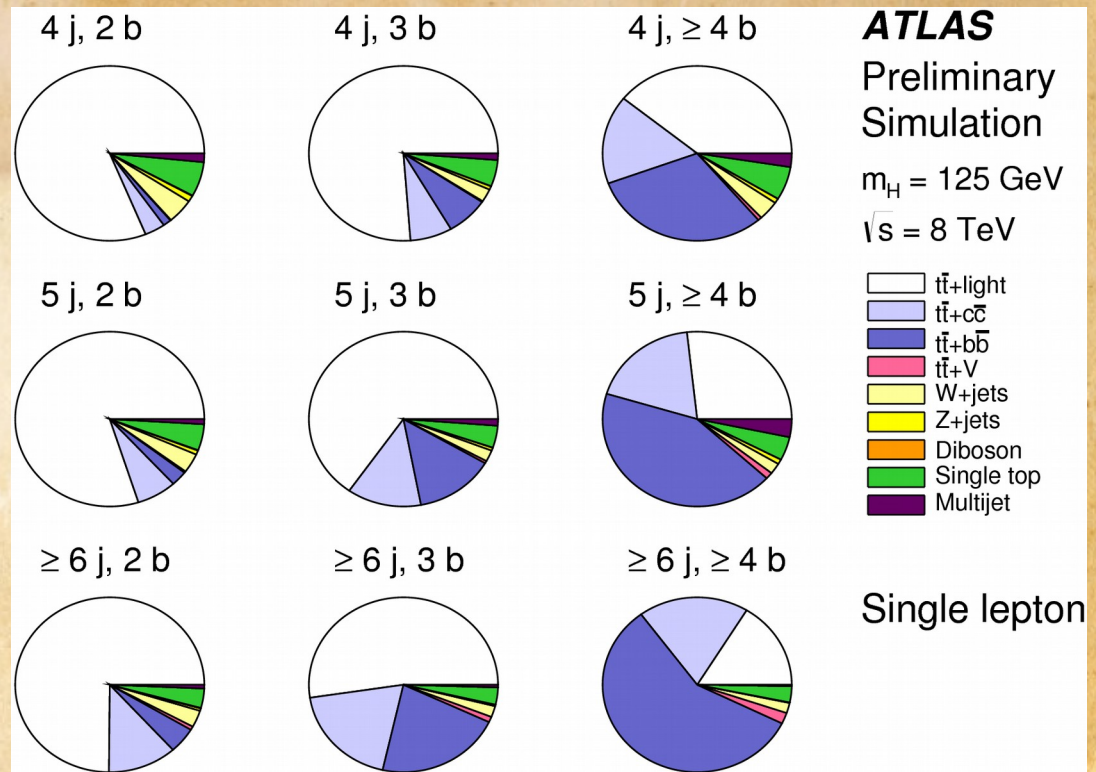 4 j, 2 b
4 j, 3 b
4 j, ≥ 4 b
5 j, 2 b
5 j, 3 b
5 j, ≥ 4 b
≥ 6 j, 2 b
≥ 6 j, 3 b
≥ 6 j, ≥ 4 b
ATLAS
Preliminary
Simulation
m_H = 125 GeV
√s = 8 TeV
tt̄+light
tt̄+cc̄
tt̄+bb̄
tt̄+V
W+jets
Z+jets
Diboson
Single top
Multijet
Single lepton